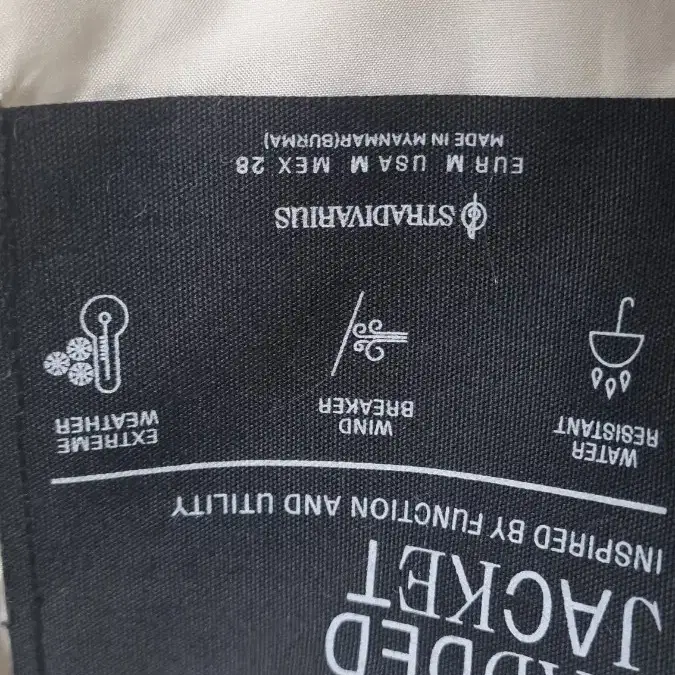 JACKET
INSPIRED BY FUNCTION AND UTILITY
WATER
RESISTANT
WIND
BREAKER
EXTREME
WEATHER
STRADIVARIUS
EUR M USA M MEX 28
MADE IN MYANMAR(BURMA)